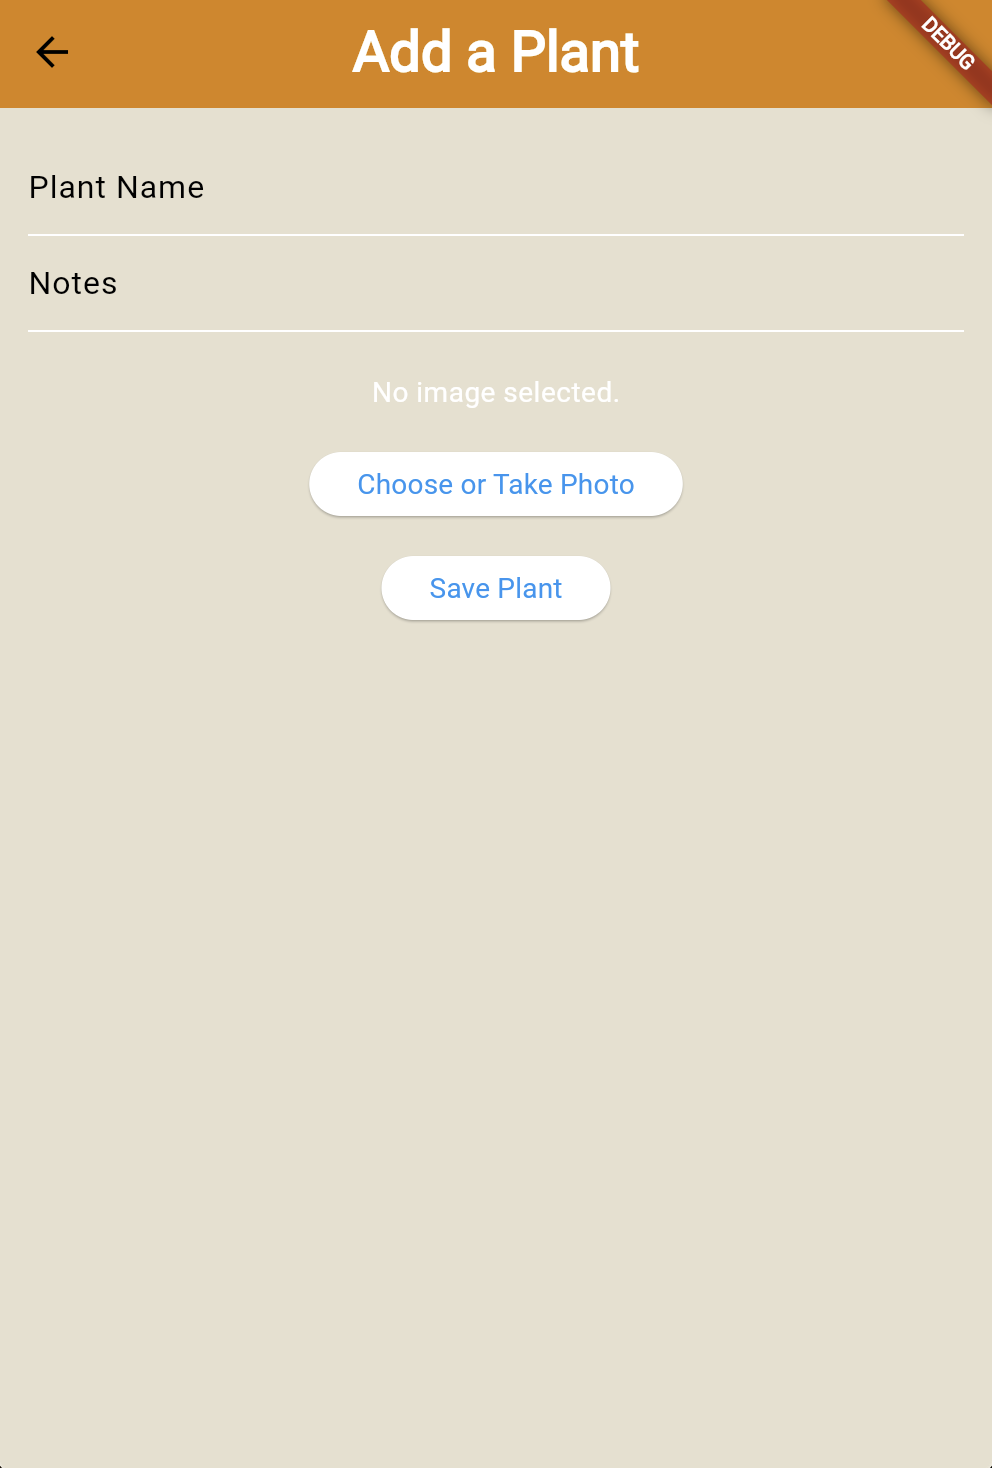 Add a Plant
DEBUG
Plant Name
Notes
No image selected.
Choose or Take Photo
Save Plant